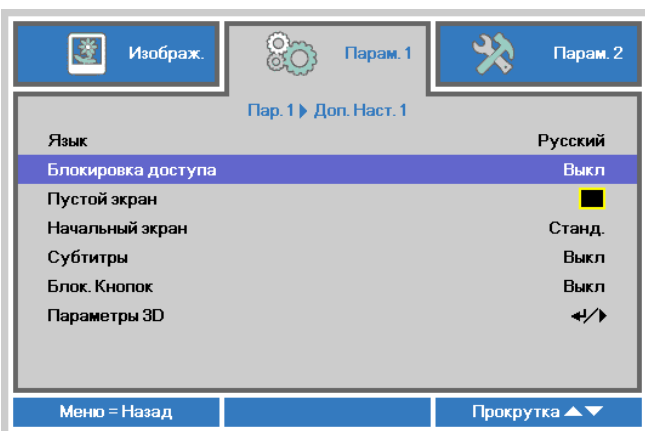 Изображ. Парам. 1 Парам. 2
Пар. 1 Доп. Наст. 1
Язык Русский
Блокировка доступа Выкл
Пустой экран
Начальный экран Станд.
Субтитры Выкл
Блок. Кнопок Выкл
Параметры 3D
Меню = Назад Прокрутка